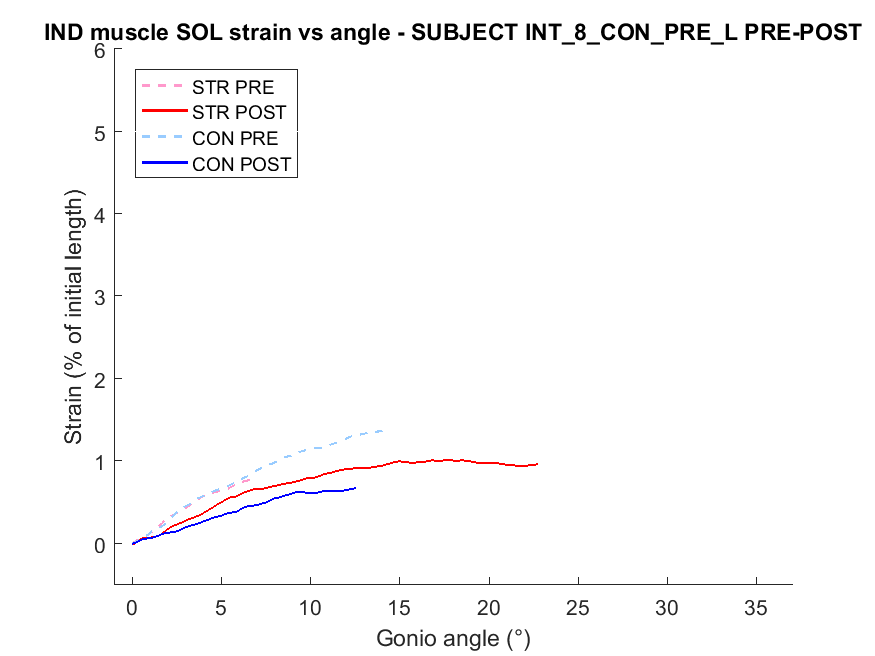 IND muscle SOL strain vs angle - SUBJECT INT_8_CON_PRE_L PRE-POST
6
5
4
3
2
1
0
Strain (% of initial length)
STR PRE
STR POST
CON PRE
CON POST
0 5 10 15 20 25 30 35
Gonio angle (°)